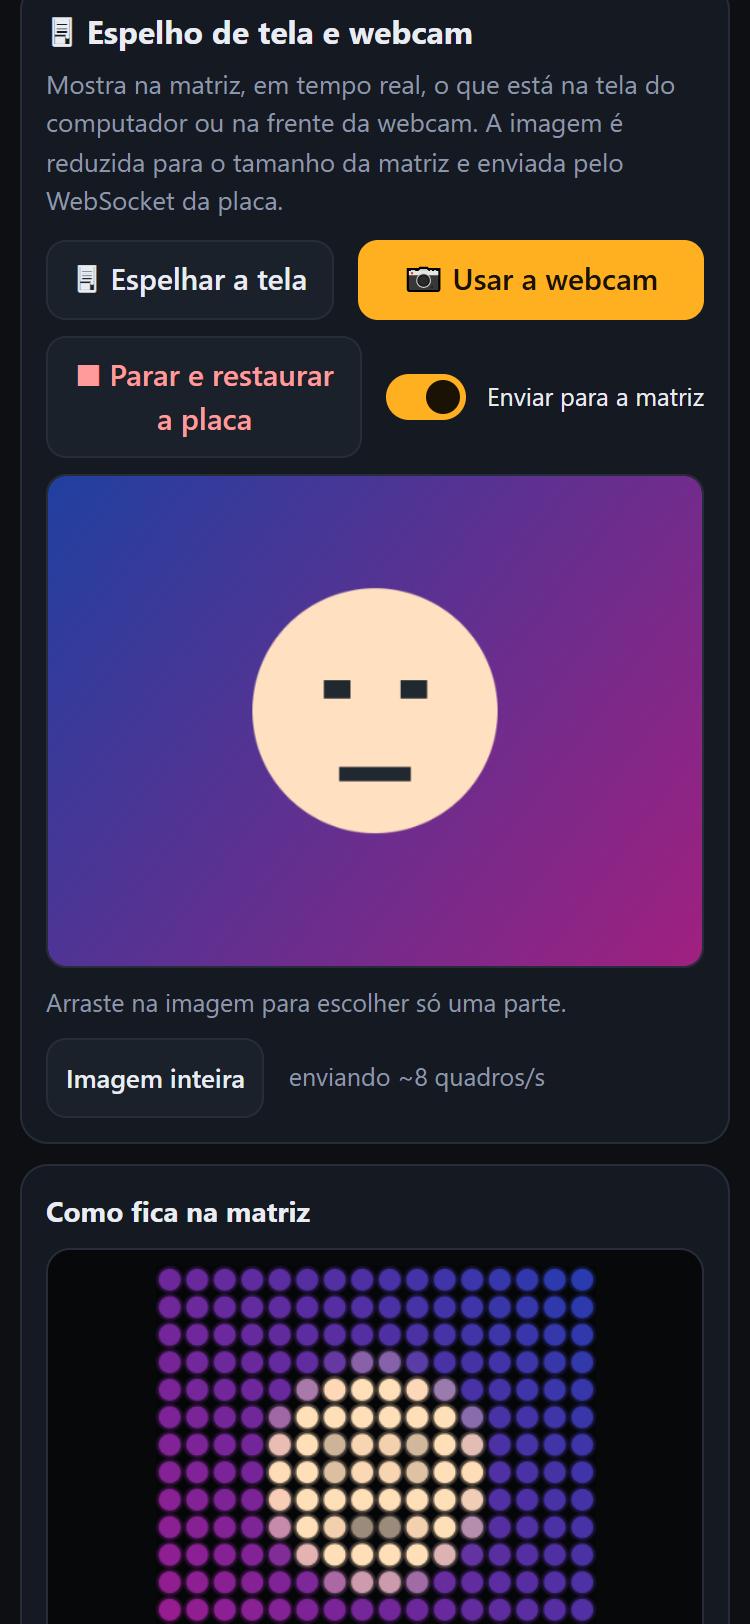 Espelho de tela e webcam
Mostra na matriz, em tempo real, o que está na tela do
computador ou na frente da webcam. A imagem é
reduzida para o tamanho da matriz e enviada pelo
WebSocket da placa.
Espelhar a tela
Usar a webcam
Parar e restaurar
a placa
Enviar para a matriz
Arraste na imagem para escolher só uma parte.
Imagem inteira
enviando ~8 quadros/s
Como fica na matriz